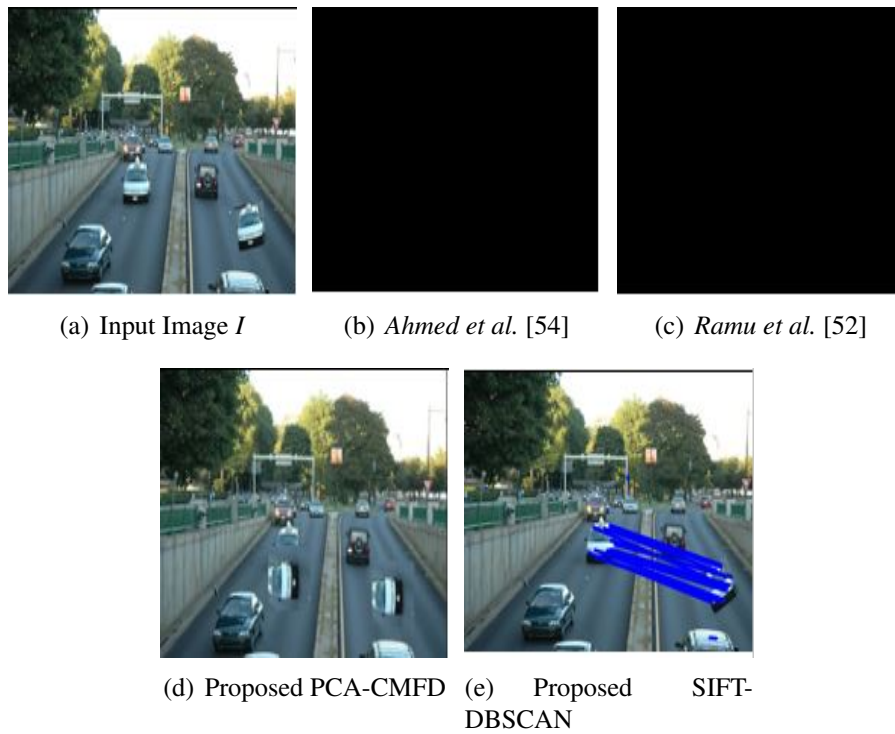 (a) Input Image I
(b) Ahmed et al. [54]
(c) Ramu et al. [52]
(d) Proposed PCA-CMFD
(e) Proposed SIFT-
DBSCAN